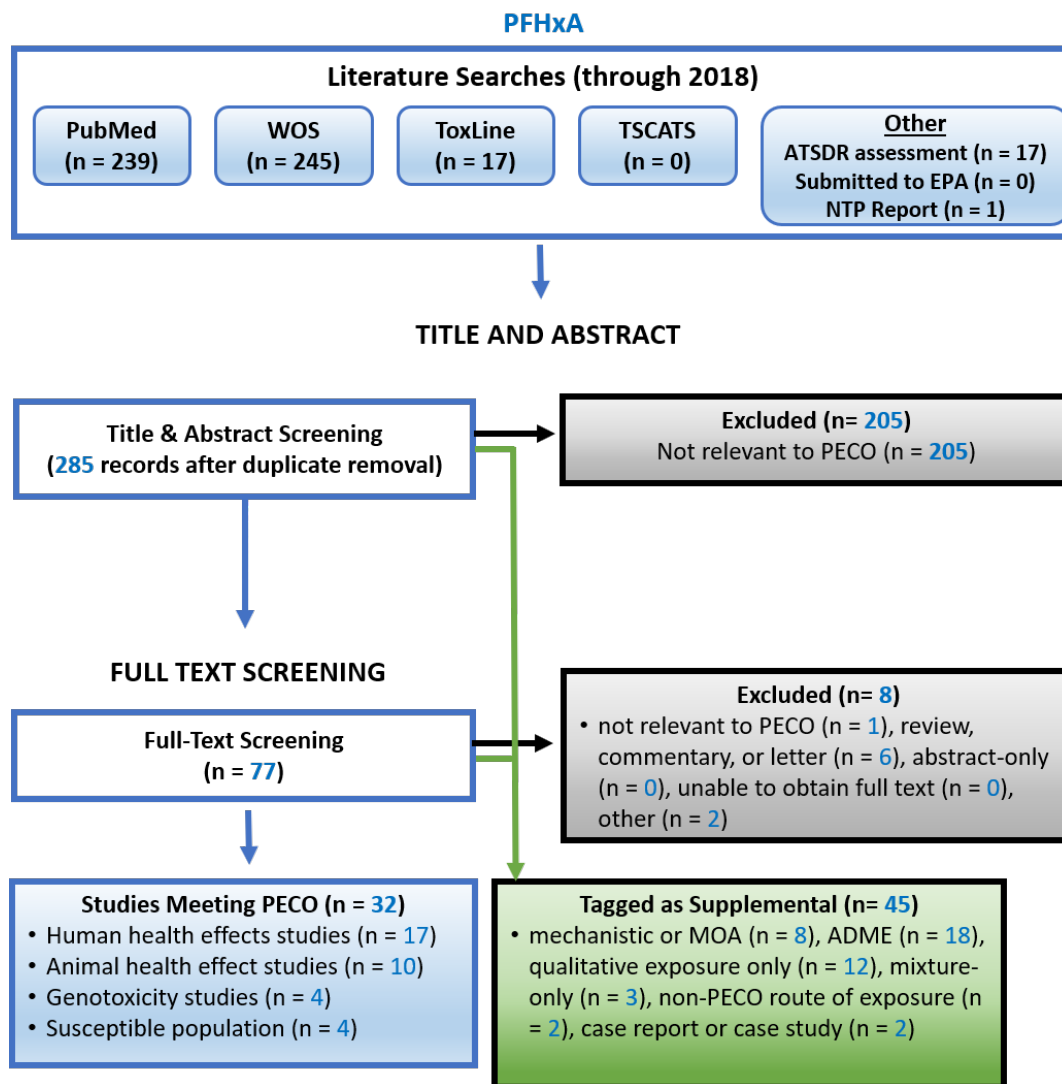 PFHxA
Literature Searches (through 2018)
PubMed
(n = 239)
WOS
(n = 245)
ToxLine
(n = 17)
TSCATS
(n = 0)
Other
ATSDR assessment (n = 17)
Submitted to EPA (n = 0)
NTP Report (n = 1)
TITLE AND ABSTRACT
Title & Abstract Screening
(285 records after duplicate removal)
Excluded (n= 205)
Not relevant to PECO (n = 205)
FULL TEXT SCREENING
Full-Text Screening
(n = 77)
Excluded (n= 8)
• not relevant to PECO (n = 1), review,
commentary, or letter (n = 6), abstract-only
(n = 0), unable to obtain full text (n = 0),
other (n = 2)
Studies Meeting PECO (n = 32)
• Human health effects studies (n = 17)
• Animal health effect studies (n = 10)
• Genotoxicity studies (n = 4)
• Susceptible population (n = 4)
Tagged as Supplemental (n= 45)
• mechanistic or MOA (n = 8), ADME (n = 18),
qualitative exposure only (n = 12), mixture-
only (n = 3), non-PECO route of exposure (n
= 2), case report or case study (n = 2)